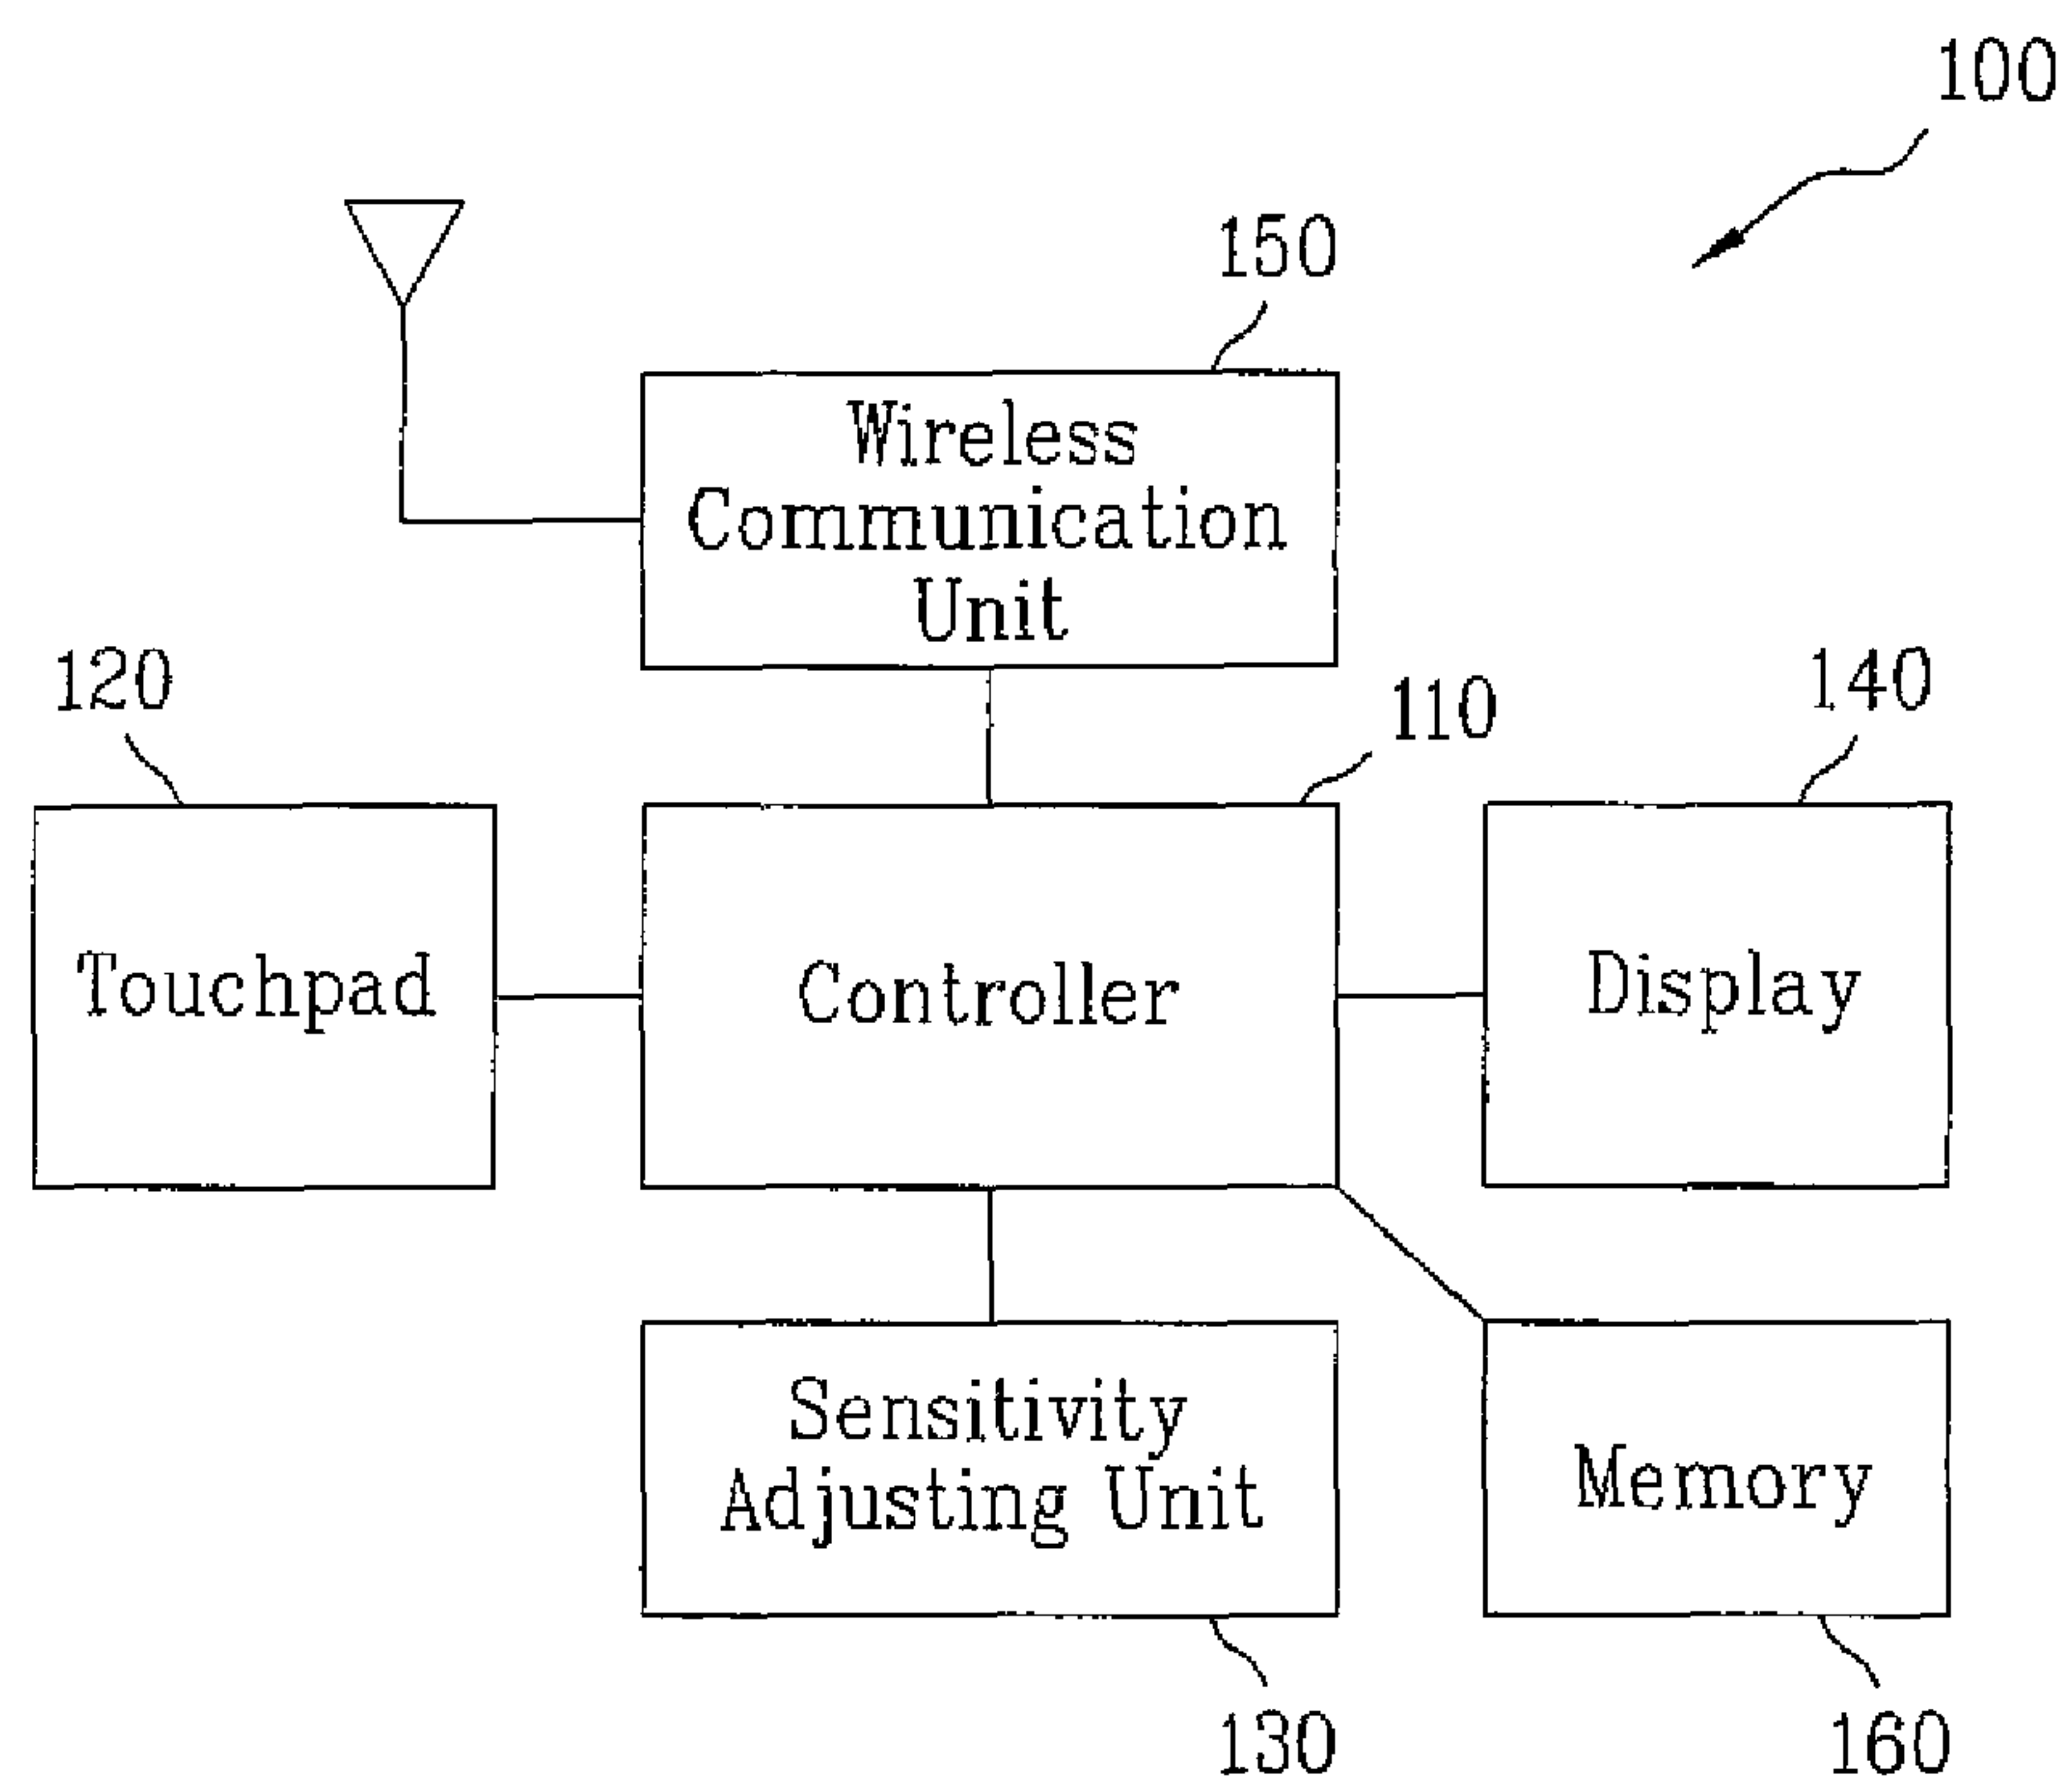 100
150
Wireless
Communication
Unit
120
110
140
Touchpad
Controller
Display
Sensitivity
Adjusting Unit
Memory
130
160